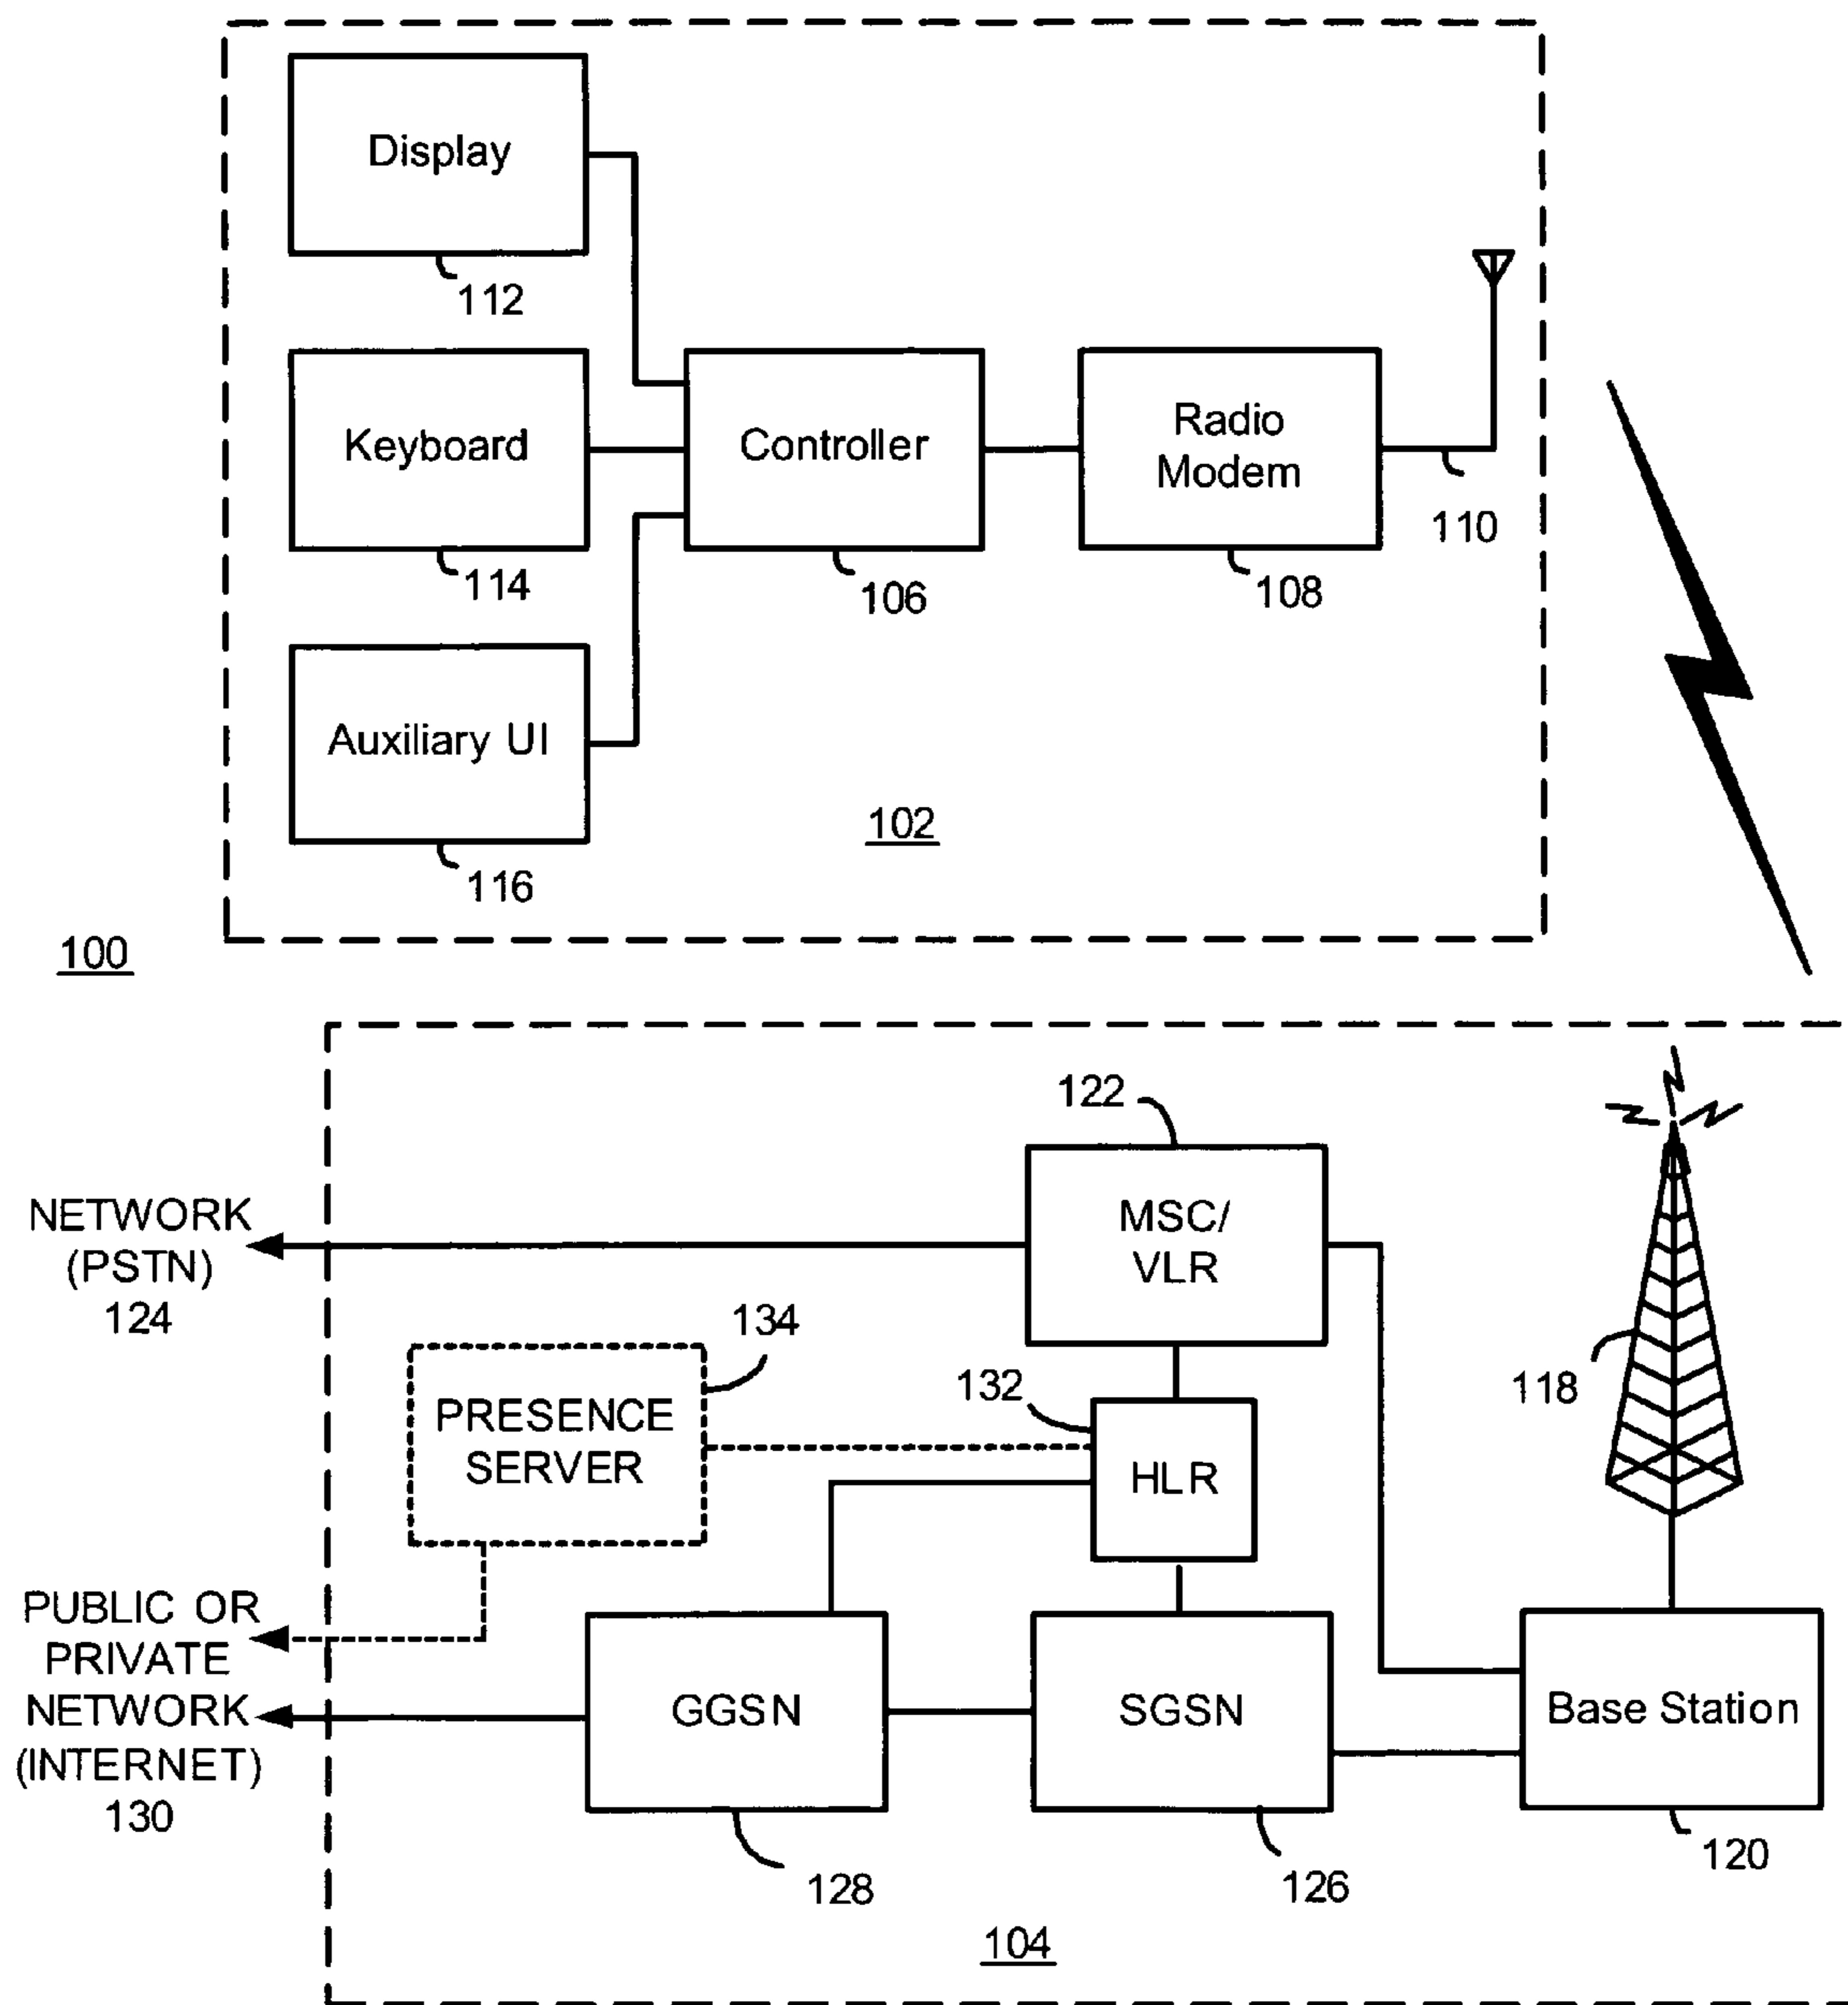 Display
112
Keyboard
114
Controller
106
Radio
Modem
108
110
Auxiliary UI
116
102
100
122
MSC/
VLR
NETWORK
(PSTN)
124
134
PRESENCE
SERVER
132
HLR
118
PUBLIC OR
PRIVATE
NETWORK
(INTERNET)
130
GGSN
128
SGSN
126
Base Station
120
104